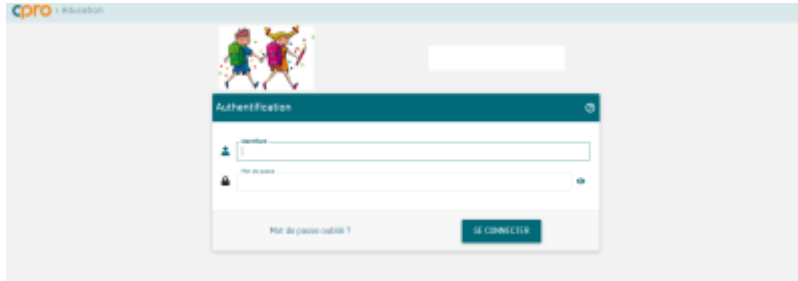 cpro éducation
Authentification
Identifiant
Mot de passe
Mot de passe oublié ?
SE CONNECTER